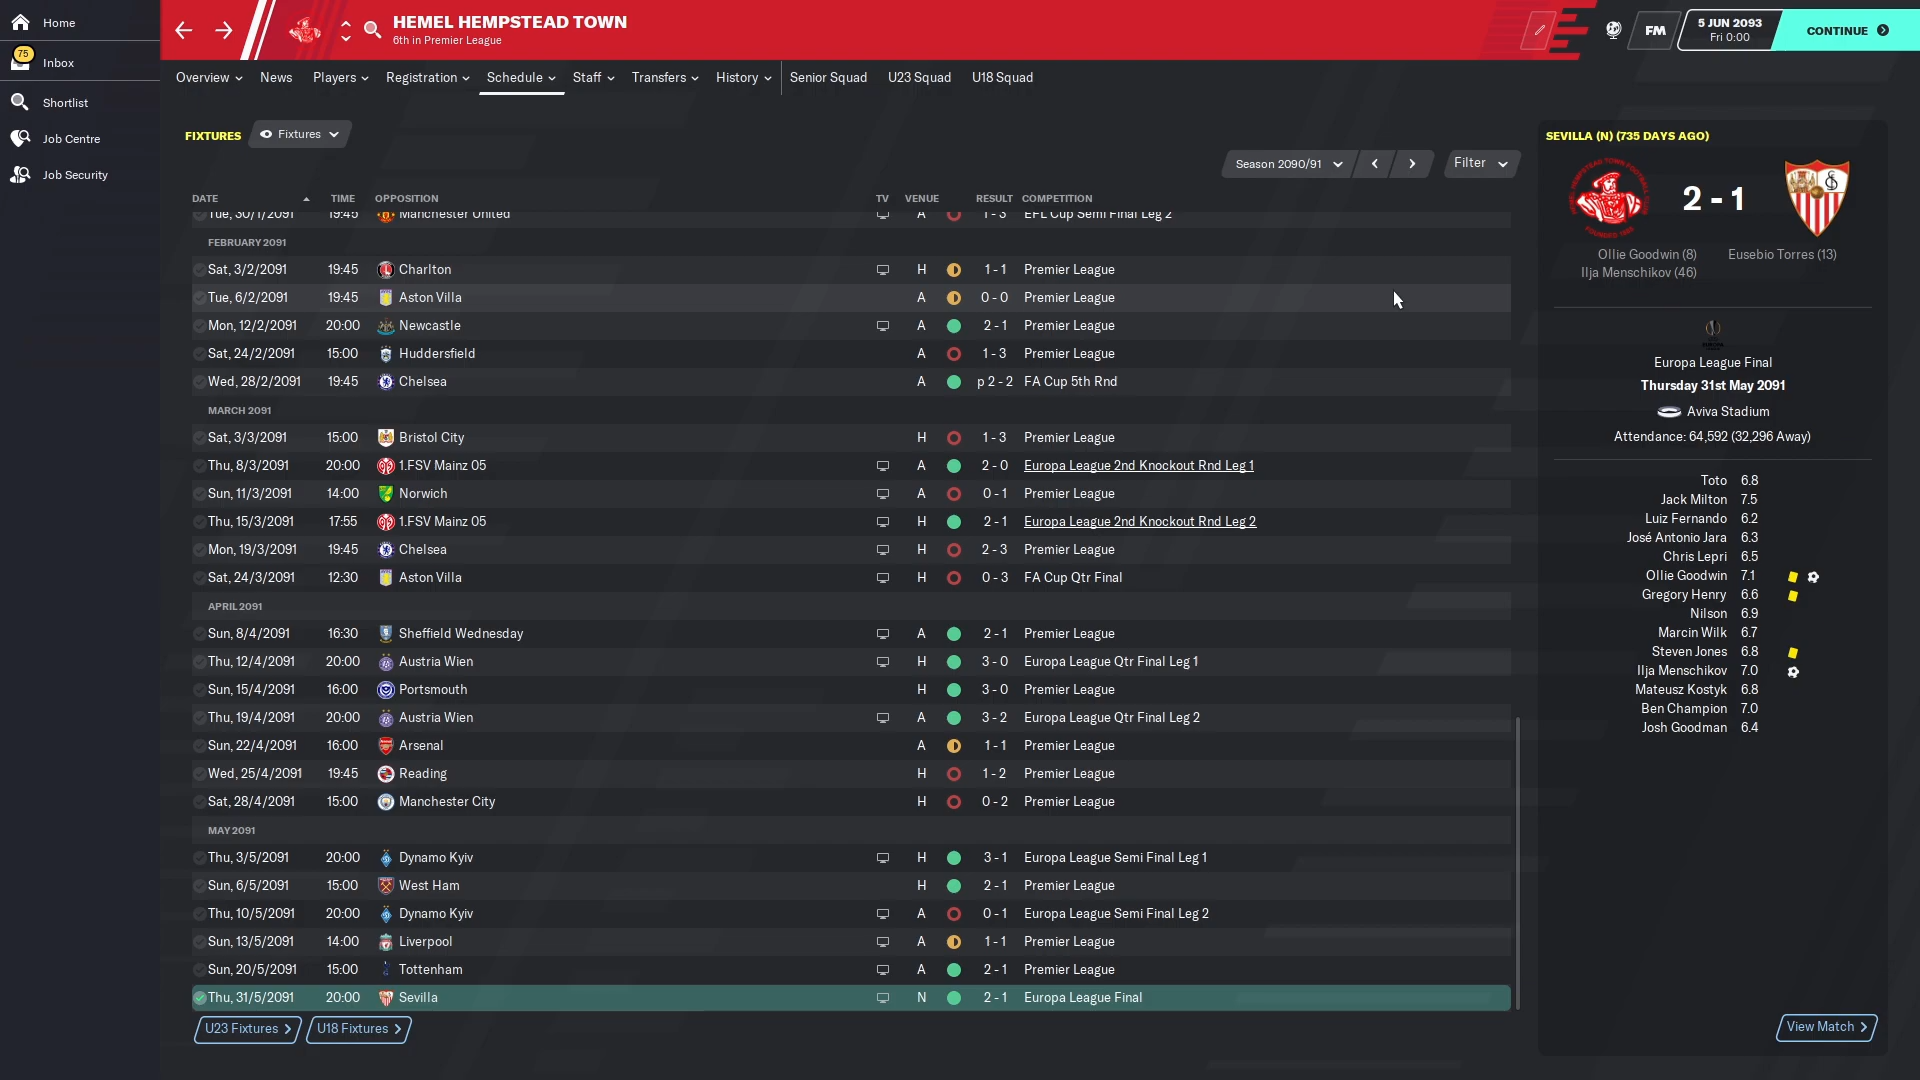 Home
75
Inbox
Shortlist
Job Centre
Job Security
HEMEL HEMPSTEAD TOWN
6th in Premier League
FM
5 JUN 2093
Fri 0:00
CONTINUE
Overview News Players Registration Schedule Staff Transfers History Senior Squad U23 Squad U18 Squad
FIXTURES Fixtures
Season 2090/91 Filter
DATE TIME OPPOSITION TV VENUE RESULT COMPETITION
Tue, 30/1/2091 19:45 Manchester United A 1 - 3 EFL Cup Semi Final Leg 2
FEBRUARY 2091
Sat, 3/2/2091 19:45 Charlton H 1 - 1 Premier League
Tue, 6/2/2091 19:45 Aston Villa A 0 - 0 Premier League
Mon, 12/2/2091 20:00 Newcastle A 2 - 1 Premier League
Sat, 24/2/2091 15:00 Huddersfield A 1 - 3 Premier League
Wed, 28/2/2091 19:45 Chelsea A p 2 - 2 FA Cup 5th Rnd
MARCH 2091
Sat, 3/3/2091 15:00 Bristol City H 1 - 3 Premier League
Thu, 8/3/2091 20:00 1.FSV Mainz 05 A 2 - 0 Europa League 2nd Knockout Rnd Leg 1
Sun, 11/3/2091 14:00 Norwich A 0 - 1 Premier League
Thu, 15/3/2091 17:55 1.FSV Mainz 05 H 2 - 1 Europa League 2nd Knockout Rnd Leg 2
Mon, 19/3/2091 19:45 Chelsea H 2 - 3 Premier League
Sat, 24/3/2091 12:30 Aston Villa H 0 - 3 FA Cup Qtr Final
APRIL 2091
Sun, 8/4/2091 16:30 Sheffield Wednesday A 2 - 1 Premier League
Thu, 12/4/2091 20:00 Austria Wien H 3 - 0 Europa League Qtr Final Leg 1
Sun, 15/4/2091 16:00 Portsmouth H 3 - 0 Premier League
Thu, 19/4/2091 20:00 Austria Wien A 3 - 2 Europa League Qtr Final Leg 2
Sun, 22/4/2091 16:00 Arsenal A 1 - 1 Premier League
Wed, 25/4/2091 19:45 Reading H 1 - 2 Premier League
Sat, 28/4/2091 15:00 Manchester City H 0 - 2 Premier League
MAY 2091
Thu, 3/5/2091 20:00 Dynamo Kyiv H 3 - 1 Europa League Semi Final Leg 1
Sun, 6/5/2091 15:00 West Ham H 2 - 1 Premier League
Thu, 10/5/2091 20:00 Dynamo Kyiv A 0 - 1 Europa League Semi Final Leg 2
Sun, 13/5/2091 14:00 Liverpool A 1 - 1 Premier League
Sun, 20/5/2091 15:00 Tottenham A 2 - 1 Premier League
Thu, 31/5/2091 20:00 Sevilla N 2 - 1 Europa League Final
U23 Fixtures U18 Fixtures
SEVILLA (N) (735 DAYS AGO)
2 - 1
Ollie Goodwin (8) Eusebio Torres (13)
Ilja Menschikov (46)
Europa League Final
Thursday 31st May 2091
Aviva Stadium
Attendance: 64,592 (32,296 Away)
Toto 6.8
Jack Milton 7.5
Luiz Fernando 6.2
José Antonio Jara 6.3
Chris Lepri 6.5
Ollie Goodwin 7.1
Gregory Henry 6.6
Nilson 6.9
Marcin Wilk 6.7
Steven Jones 6.8
Ilja Menschikov 7.0
Mateusz Kostyk 6.8
Ben Champion 7.0
Josh Goodman 6.4
View Match